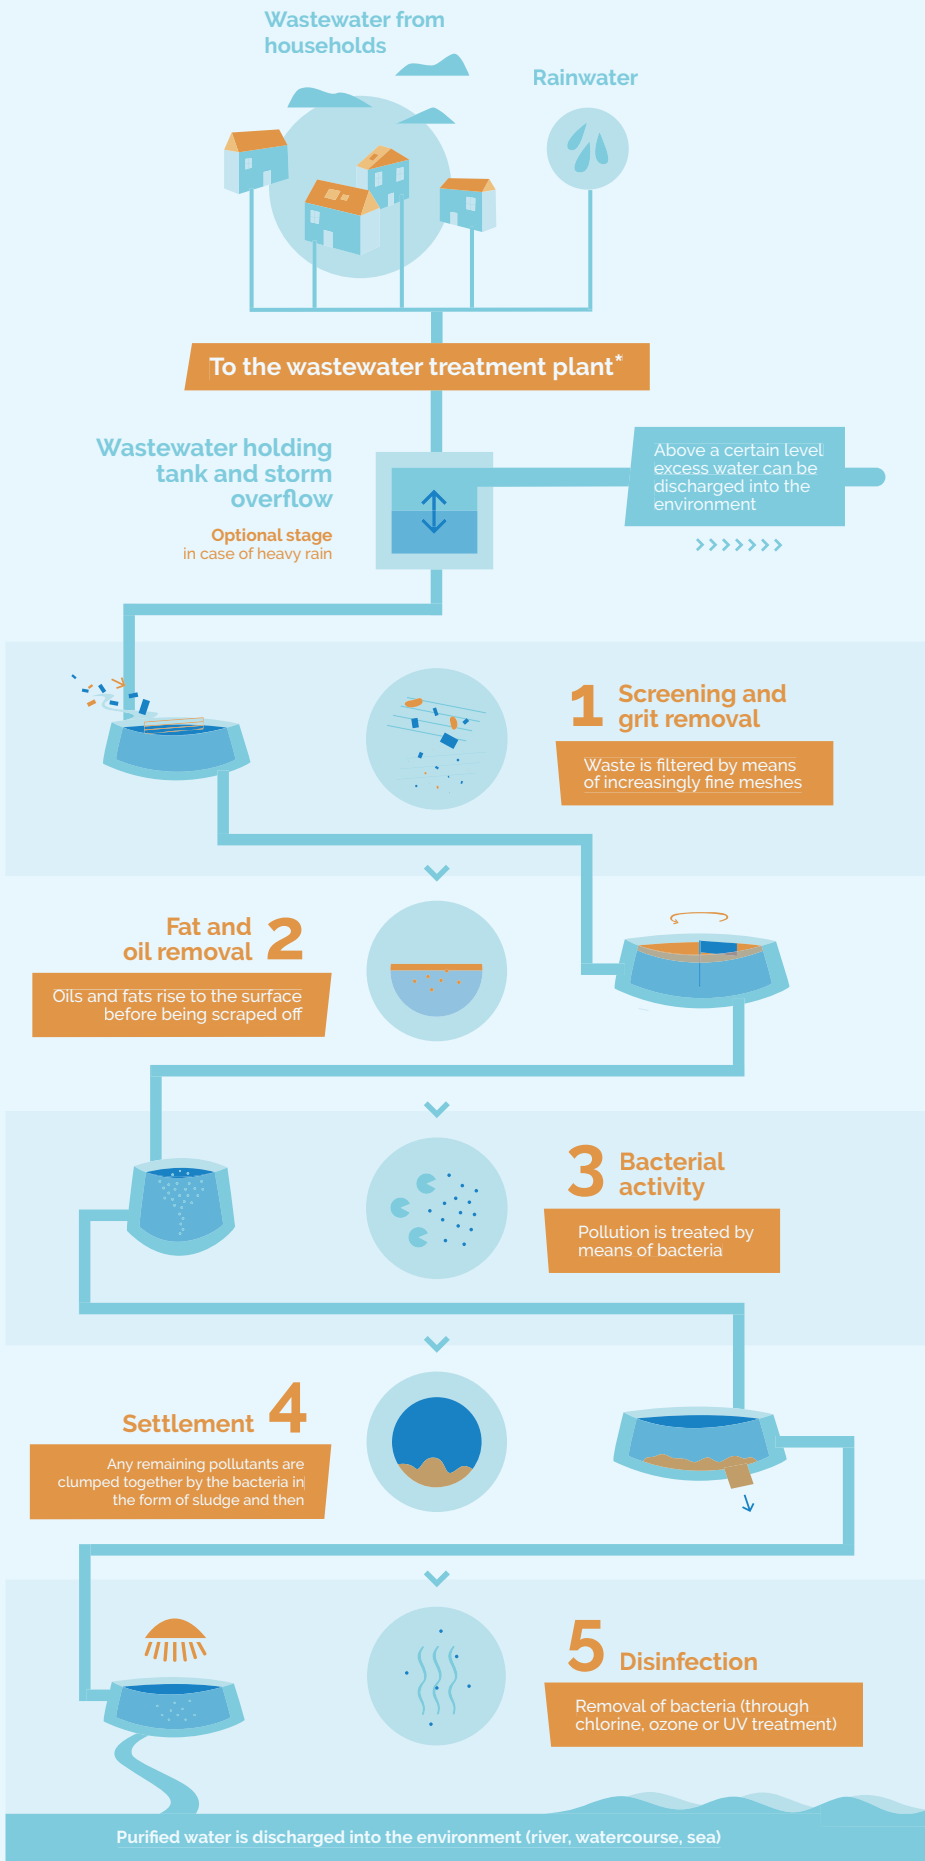 Wastewater from
households
Rainwater
To the wastewater treatment plant*
Wastewater holding
tank and storm
overflow
Optional stage
in case of heavy rain
Above a certain level
excess water can be
discharged into the
environment
1 Screening and
grit removal
Waste is filtered by means
of increasingly fine meshes
Fat and 2
oil removal
Oils and fats rise to the surface
before being scraped off
3 Bacterial
activity
Pollution is treated by
means of bacteria
Settlement 4
Any remaining pollutants are
clumped together by the bacteria in
the form of sludge and then
5 Disinfection
Removal of bacteria (through
chlorine, ozone or UV treatment)
Purified water is discharged into the environment (river, watercourse, sea)